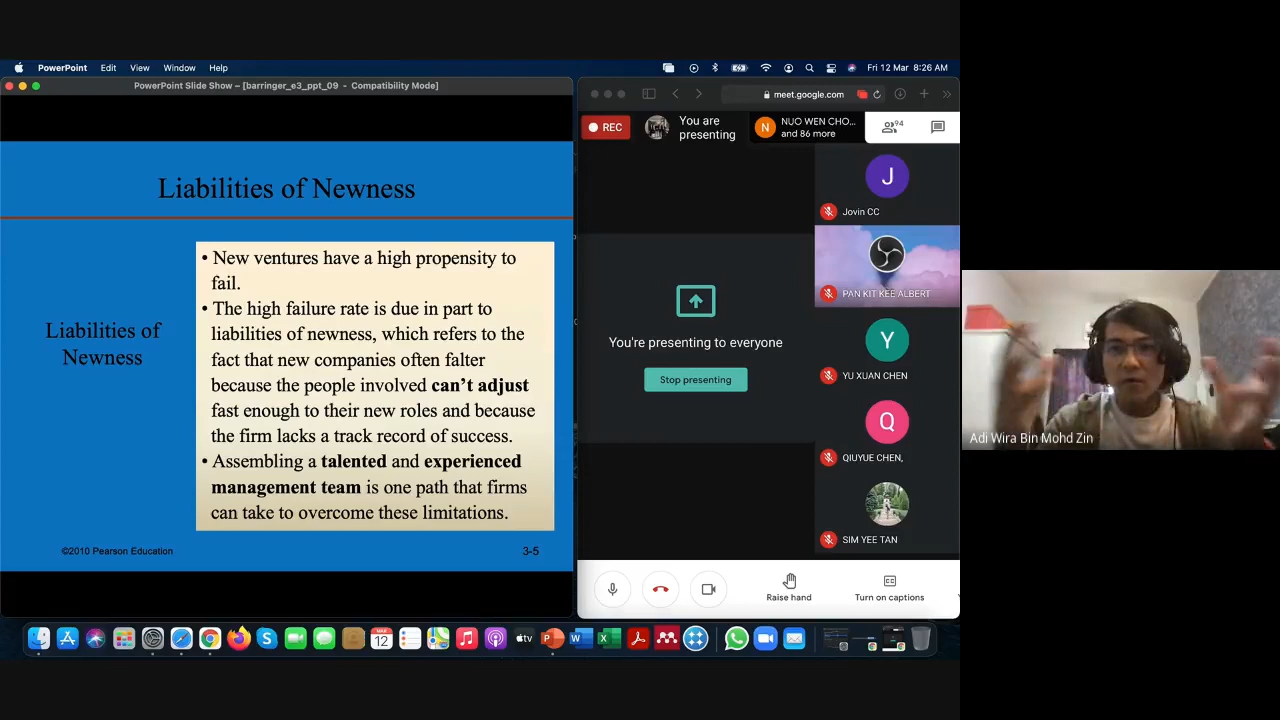 PowerPoint Edit View Window Help
Fri 12 Mar 8:26 AM
PowerPoint Slide Show – [barringer_e3_ppt_09 - Compatibility Mode]
Liabilities of Newness
Liabilities of
Newness
• New ventures have a high propensity to
fail.
• The high failure rate is due in part to
liabilities of newness, which refers to the
fact that new companies often falter
because the people involved can’t adjust
fast enough to their new roles and because
the firm lacks a track record of success.
• Assembling a talented and experienced
management team is one path that firms
can take to overcome these limitations.
©2010 Pearson Education
3-5
meet.google.com
REC
You are
presenting
N
NUO WEN CHO...
and 86 more
94
J
Jovin CC
PAN KIT KEE ALBERT
Y
YU XUAN CHEN
Q
QIUYUE CHEN,
SIM YEE TAN
You're presenting to everyone
Stop presenting
Raise hand
Turn on captions
Adi Wira Bin Mohd Zin
MAR
12
tv